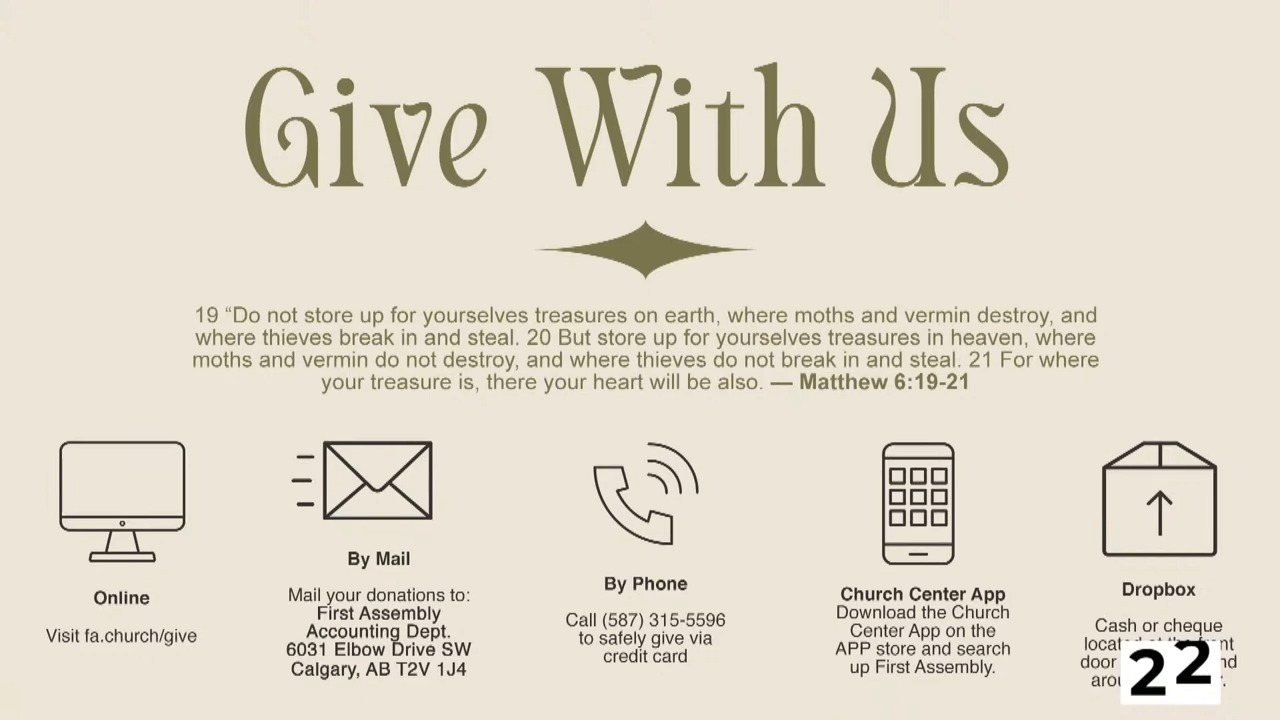 Give With Us
19 “Do not store up for yourselves treasures on earth, where moths and vermin destroy, and
where thieves break in and steal. 20 But store up for yourselves treasures in heaven, where
moths and vermin do not destroy, and where thieves do not break in and steal. 21 For where
your treasure is, there your heart will be also. — Matthew 6:19-21
Online
Visit fa.church/give
By Mail
Mail your donations to:
First Assembly
Accounting Dept.
6031 Elbow Drive SW
Calgary, AB T2V 1J4
By Phone
Call (587) 315-5596
to safely give via
credit card
Church Center App
Download the Church
Center App on the
APP store and search
up First Assembly.
Dropbox
Cash or cheque
door
22